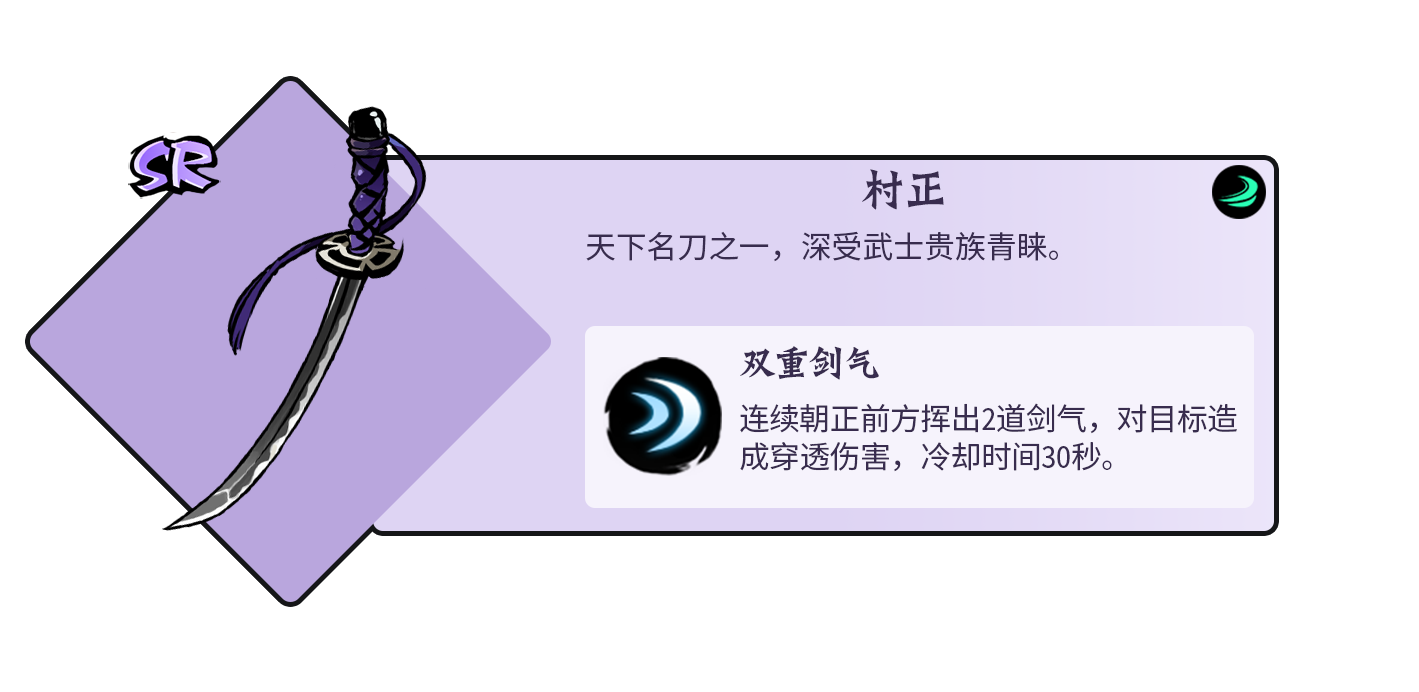 SR
村正
天下名刀之一，深受武士贵族青睐。
双重剑气
连续朝正前方挥出2道剑气，对目标造
成穿透伤害，冷却时间30秒。